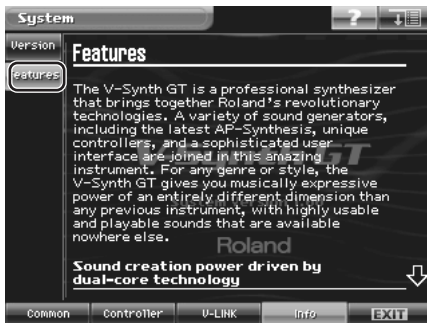 System
?
Version
Features
eatures
The V-Synth GT is a professional synthesizer
that brings together Roland's revolutionary
technologies. A variety of sound generators,
including the latest AP-Synthesis, unique
controllers, and a sophisticated user
interface are joined in this amazing
instrument. For any genre or style, the
V-Synth GT gives you musically expressive
power of an entirely different dimension than
any previous instrument, with highly usable
and playable sounds that are available
nowhere else.
GT
Roland
Sound creation power driven by
dual-core technology
Common Controller V-LINK Info EXIT